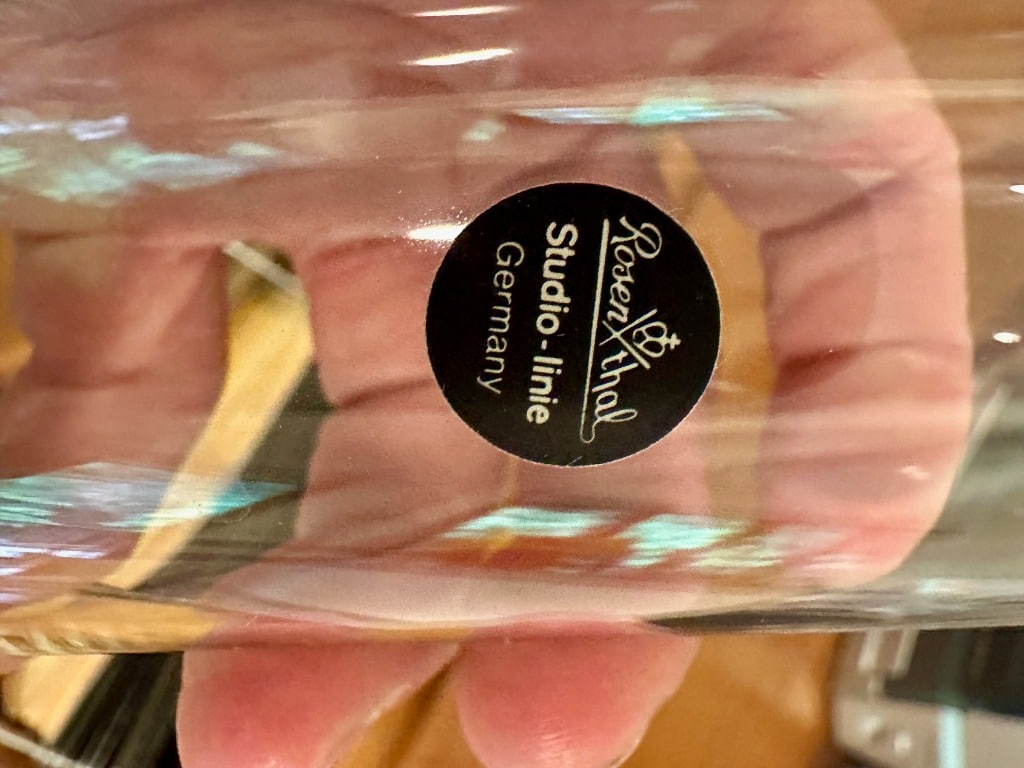 Rosenthal
Studio-linie
Germany